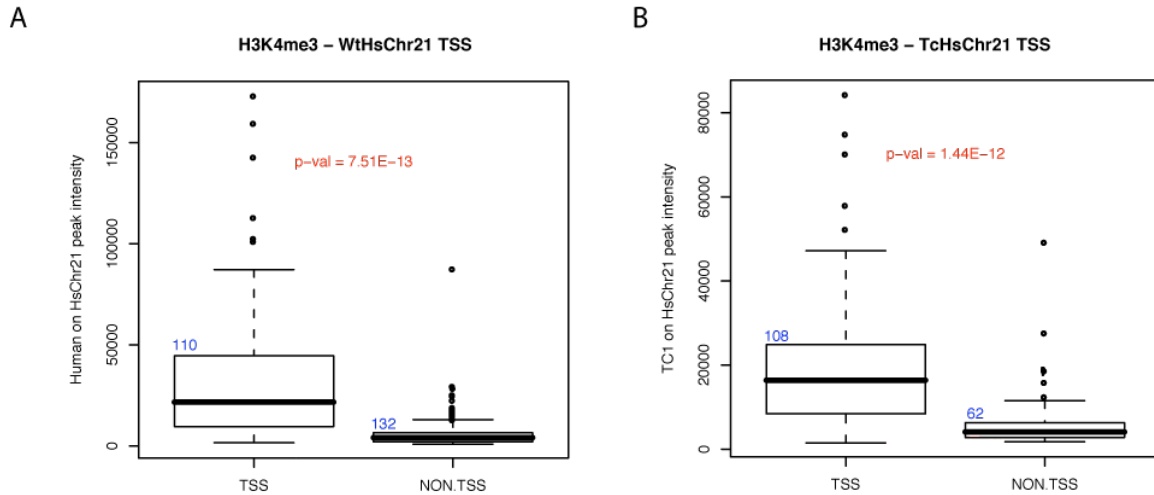 A
H3K4me3 – WtHsChr21 TSS
Human on HsChr21 peak intensity
150000
100000
50000
0
p–val = 7.51E–13
110
132
TSS
NON.TSS
B
H3K4me3 – TcHsChr21 TSS
TC1 on HsChr21 peak intensity
80000
60000
40000
20000
0
p–val = 1.44E–12
108
62
TSS
NON.TSS